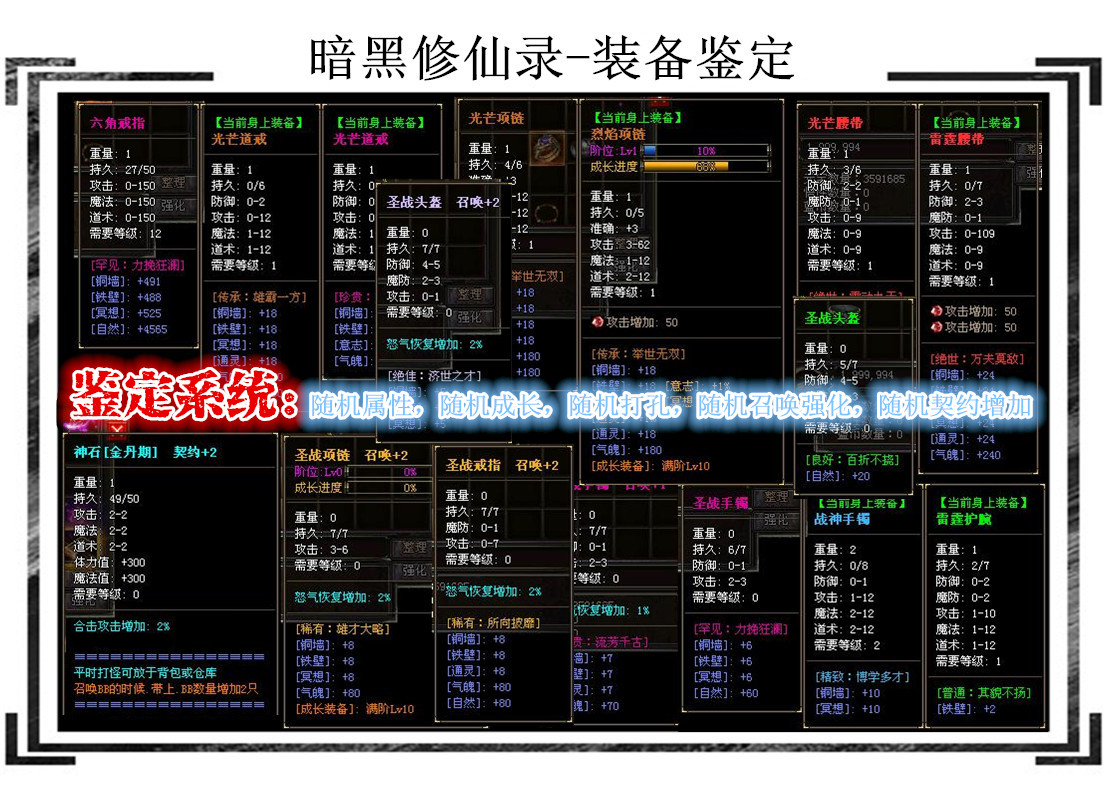 暗黑修仙录-装备鉴定
六角戒指
重量: 1
持久: 27/50
攻击: 0-150
魔法: 0-150
道术: 0-150
需要等级: 12
[罕见: 力挽狂澜]
[铜墙]: +491
[铁壁]: +488
[冥想]: +525
[自然]: +4565
整理
强化
【当前身上装备】
光芒道戒
重量: 1
持久: 0/6
防御: 0-2
攻击: 0-12
魔法: 1-12
道术: 1-12
需要等级: 1
[传承: 雄霸一方]
[铜墙]: +18
[铁壁]: +18
[冥想]: +18
[通灵]: +18
【当前身上装备】
光芒道戒
重量: 1
持久: 0
防御: 0
攻击: 0
魔法: 1
道术: 1
需要等级
[珍贵:
[铜墙]:
[铁壁]:
[意志]:
[气魄]:
圣战头盔 召唤+2
重量: 0
持久: 7/7
防御: 4-5
魔防: 2-3
攻击: 0-1
需要等级: 0
整理
强化
怒气恢复增加: 2%
[绝佳: 济世之才]
光芒项链
重量: 1
持久: 4/6
举世无双]
+18
+18
+18
+18
+180
+180
【当前身上装备】
烈焰项链
阶位: Lv1 10%
成长进度 68%
重量: 1
持久: 0/5
准确: +3
攻击: 3-62
魔法: 1-12
道术: 2-12
需要等级: 1
攻击增加: 50
[传承: 举世无双]
[铜墙]: +18
[铁壁]: +18
[意志]: +1%
[通灵]: +18
[气魄]: +180
[成长装备]: 满阶Lv10
光芒腰带
重量: 1
持久: 3/6
防御: 2-2
魔防: 0-1
攻击: 0-9
魔法: 0-9
道术: 0-9
需要等级: 1
【当前身上装备】
雷霆腰带
重量: 1
持久: 0/7
防御: 2-3
魔防: 0-1
攻击: 0-109
魔法: 0-9
道术: 0-9
需要等级: 1
攻击增加: 50
攻击增加: 50
[绝世: 万夫莫敌]
[铜墙]: +24
[通灵]: +24
[气魄]: +240
圣战头盔
重量: 0
持久: 5/7
防御: 4-5
需要等级: 0
[良好: 百折不挠]
[自然]: +20
鉴定系统: 随机属性，随机成长，随机打孔，随机召唤强化，随机契约增加
神石[金丹期] 契约+2
重量: 1
持久: 49/50
攻击: 2-2
魔法: 2-2
道术: 2-2
体力值: +300
魔法值: +300
需要等级: 0
合击攻击增加: 2%
平时打怪可放于背包或仓库
召唤BB的时候.带上.BB数量增加2只
圣战项链 召唤+2
阶位: Lv0 0%
成长进度 0%
重量: 0
持久: 7/7
攻击: 3-6
需要等级: 0
整理
强化
怒气恢复增加: 2%
[稀有: 雄才大略]
[铜墙]: +8
[铁壁]: +8
[冥想]: +8
[气魄]: +80
[成长装备]: 满阶Lv10
圣战戒指 召唤+2
重量: 0
持久: 7/7
魔防: 0-1
攻击: 0-7
需要等级: 0
怒气恢复增加: 2%
[稀有: 所向披靡]
[铜墙]: +8
[铁壁]: +8
[通灵]: +8
[气魄]: +80
[自然]: +80
: 0
: 7/7
: 0-1
: 2-3
等级: 0
恢复增加: 1%
流芳千古]
: +7
: +7
: +7
: +70
圣战手镯
重量: 0
持久: 6/7
防御: 0-1
攻击: 2-3
需要等级: 0
整理
强化
[罕见: 力挽狂澜]
[铜墙]: +6
[铁壁]: +6
[冥想]: +6
[自然]: +60
【当前身上装备】
战神手镯
重量: 2
持久: 0/8
防御: 0-1
攻击: 1-12
魔法: 2-12
道术: 2-12
需要等级: 2
[精致: 博学多才]
[铜墙]: +10
[冥想]: +10
【当前身上装备】
雷霆护腕
重量: 1
持久: 2/7
防御: 0-2
魔防: 0-2
攻击: 1-10
魔法: 1-12
道术: 1-12
需要等级: 1
[普通: 其貌不扬]
[铁壁]: +2